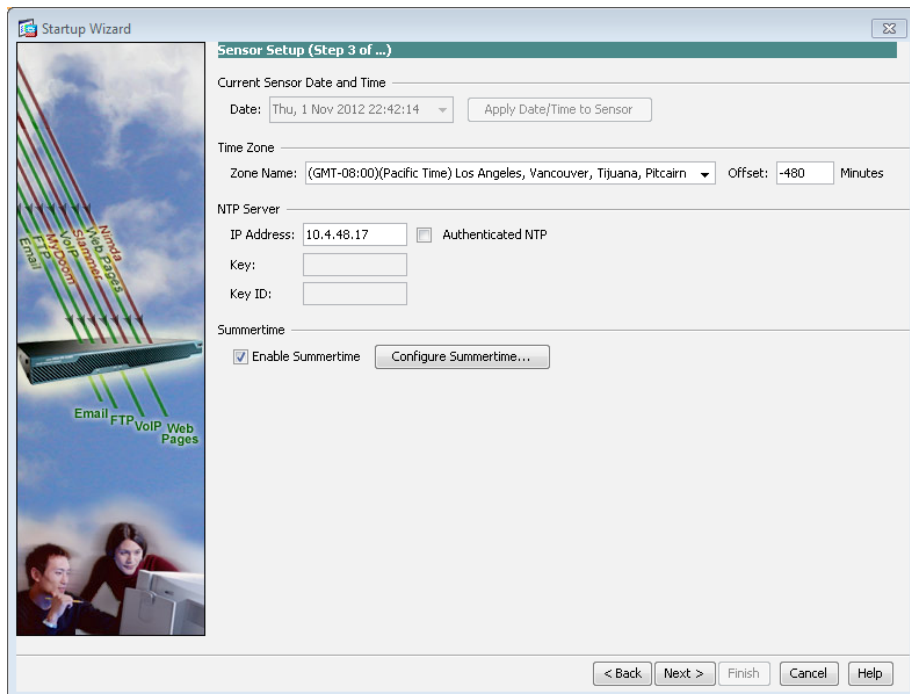 Startup Wizard
Sensor Setup (Step 3 of ...)
Current Sensor Date and Time
Date: Thu, 1 Nov 2012 22:42:14 Apply Date/Time to Sensor
Time Zone
Zone Name: (GMT-08:00)(Pacific Time) Los Angeles, Vancouver, Tijuana, Pitcairn Offset: -480 Minutes
NTP Server
IP Address: 10.4.48.17 Authenticated NTP
Key:
Key ID:
Summertime
Enable Summertime Configure Summertime...
Nimda
Web Pages
Slammer
VoIP
MyDoom
FTP
Email
Email FTP VoIP Web Pages
< Back Next > Finish Cancel Help